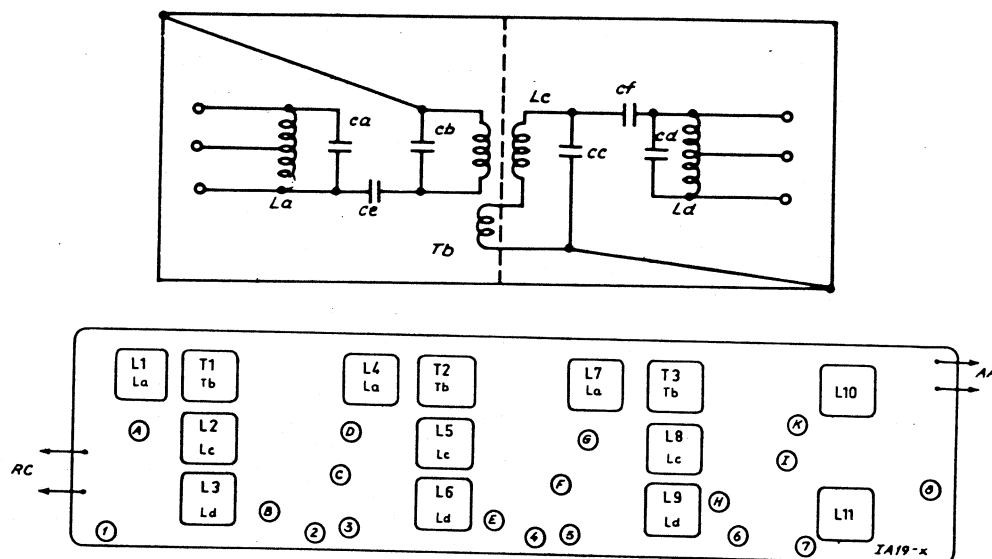 Lc
cf
ca
cb
cc
cd
La
ce
Tb
Ld
L1
La
T1
Tb
L4
La
T2
Tb
L7
La
T3
Tb
L10
A
L2
Lc
D
L5
Lc
G
L8
Lc
K
I
RC
C
L3
Ld
B
F
L6
Ld
E
L9
Ld
H
8
L11
1
2
3
4
5
6
7
IA19-x